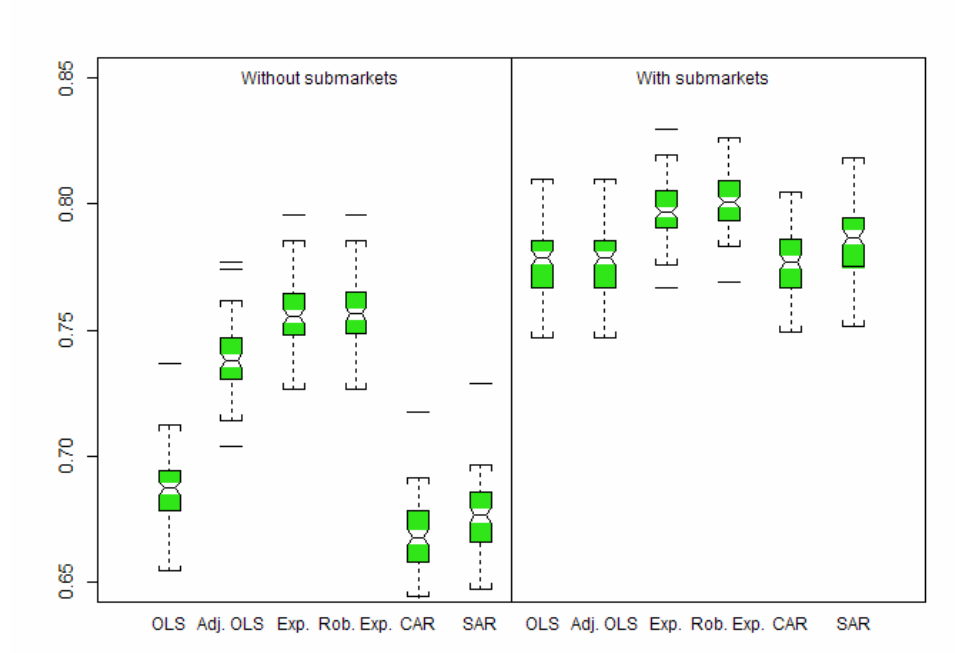 Without submarkets
With submarkets
0.85
0.80
0.75
0.70
0.65
OLS Adj. OLS Exp. Rob. Exp. CAR SAR OLS Adj. OLS Exp. Rob. Exp. CAR SAR